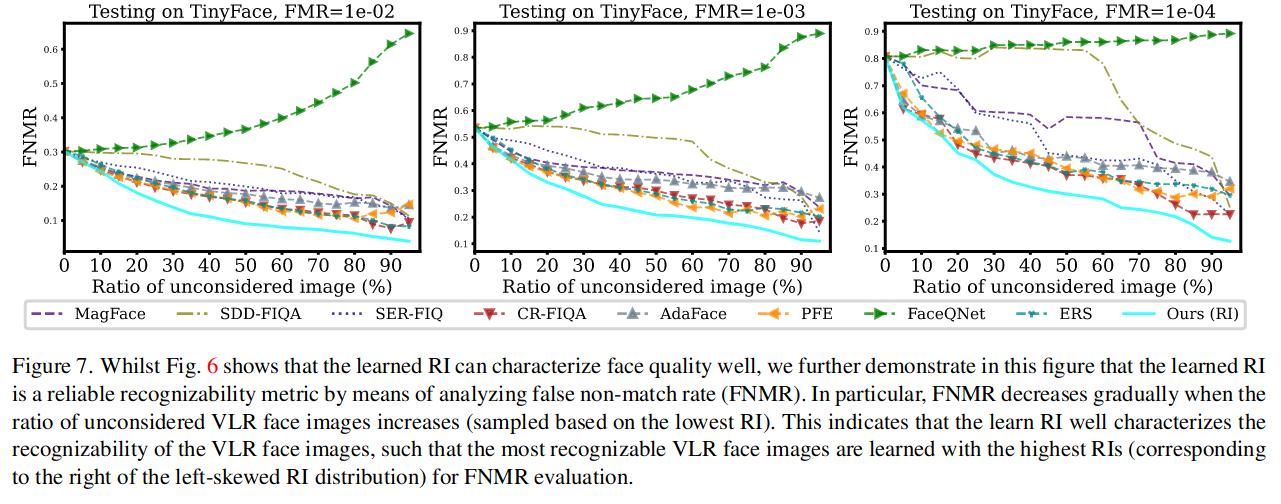 Testing on TinyFace, FMR=1e-02 Testing on TinyFace, FMR=1e-03 Testing on TinyFace, FMR=1e-04
FNMR
0.6
0.5
0.4
0.3
0.2
0.1
0 10 20 30 40 50 60 70 80 90
Ratio of unconsidered image (%)
FNMR
0.9
0.8
0.7
0.6
0.5
0.4
0.3
0.2
0.1
0 10 20 30 40 50 60 70 80 90
Ratio of unconsidered image (%)
FNMR
0.9
0.8
0.7
0.6
0.5
0.4
0.3
0.2
0.1
0 10 20 30 40 50 60 70 80 90
Ratio of unconsidered image (%)
MagFace SDD-FIQA SER-FIQ CR-FIQA AdaFace PFE FaceQNet ERS Ours (RI)
Figure 7. Whilst Fig. 6 shows that the learned RI can characterize face quality well, we further demonstrate in this figure that the learned RI
is a reliable recognizability metric by means of analyzing false non-match rate (FNMR). In particular, FNMR decreases gradually when the
ratio of unconsidered VLR face images increases (sampled based on the lowest RI). This indicates that the learn RI well characterizes the
recognizability of the VLR face images, such that the most recognizable VLR face images are learned with the highest RIs (corresponding
to the right of the left-skewed RI distribution) for FNMR evaluation.